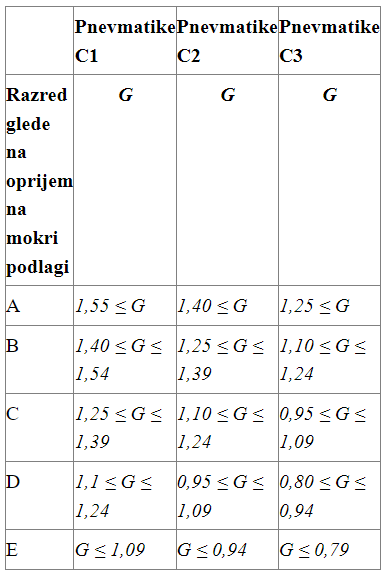 Pnevmatike Pnevmatike Pnevmatike
C1 C2 C3
Razred G G G
glede
na
oprijem
na
mokri
podlagi
A 1,55 ≤ G 1,40 ≤ G 1,25 ≤ G
B 1,40 ≤ G ≤ 1,25 ≤ G ≤ 1,10 ≤ G ≤
1,54 1,39 1,24
C 1,25 ≤ G ≤ 1,10 ≤ G ≤ 0,95 ≤ G ≤
1,39 1,24 1,09
D 1,1 ≤ G ≤ 0,95 ≤ G ≤ 0,80 ≤ G ≤
1,24 1,09 0,94
E G ≤ 1,09 G ≤ 0,94 G ≤ 0,79